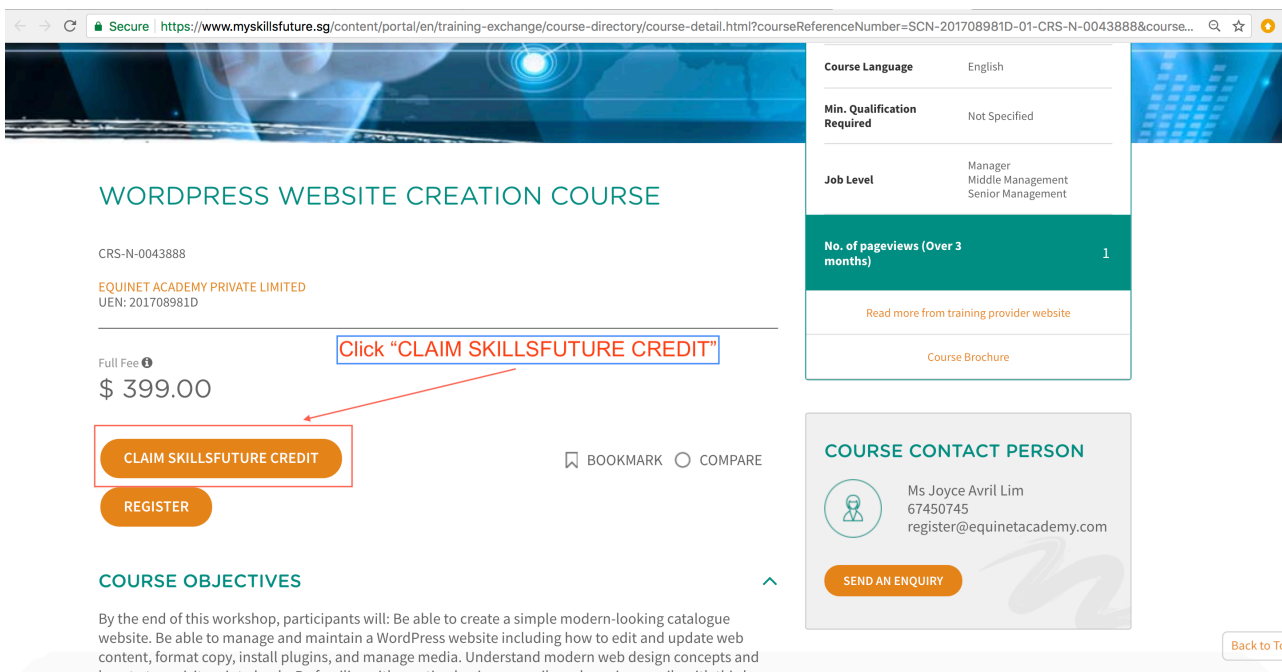 Secure https://www.myskillsfuture.sg/content/portal/en/training-exchange/course-directory/course-detail.html?courseReferenceNumber=SCN-201708981D-01-CRS-N-0043888&course...
WORDPRESS WEBSITE CREATION COURSE
CRS-N-0043888
EQUINET ACADEMY PRIVATE LIMITED
UEN: 201708981D
Click “CLAIM SKILLSFUTURE CREDIT”
Full Fee
$ 399.00
CLAIM SKILLSFUTURE CREDIT
BOOKMARK COMPARE
REGISTER
COURSE OBJECTIVES
By the end of this workshop, participants will: Be able to create a simple modern-looking catalogue
website. Be able to manage and maintain a WordPress website including how to edit and update web
content, format copy, install plugins, and manage media. Understand modern web design concepts and
Course Language English
Min. Qualification
Required
Not Specified
Job Level
Manager
Middle Management
Senior Management
No. of pageviews (Over 3
months)
1
Read more from training provider website
Course Brochure
COURSE CONTACT PERSON
Ms Joyce Avril Lim
67450745
register@equinetacademy.com
SEND AN ENQUIRY
Back to